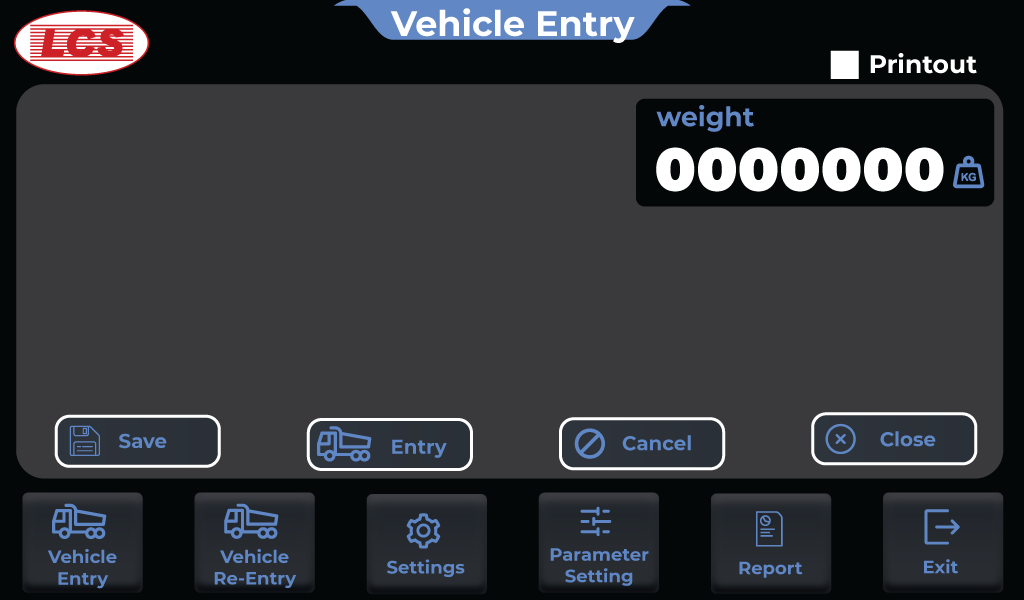 LCS
Vehicle Entry
Printout
weight
0000000
KG
Save
Entry
Cancel
Close
Vehicle
Entry
Vehicle
Re-Entry
Settings
Parameter
Setting
Report
Exit